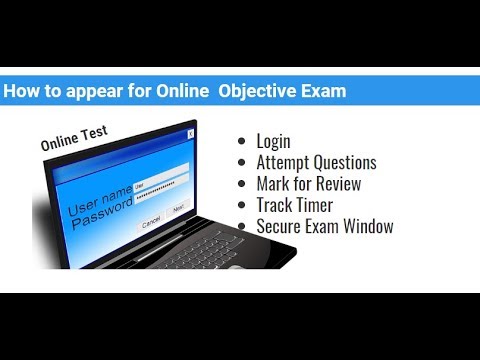 How to appear for Online Objective Exam
Online Test
X
User name
User
Password
****************
Cancel
Next
Login
Attempt Questions
Mark for Review
Track Timer
Secure Exam Window